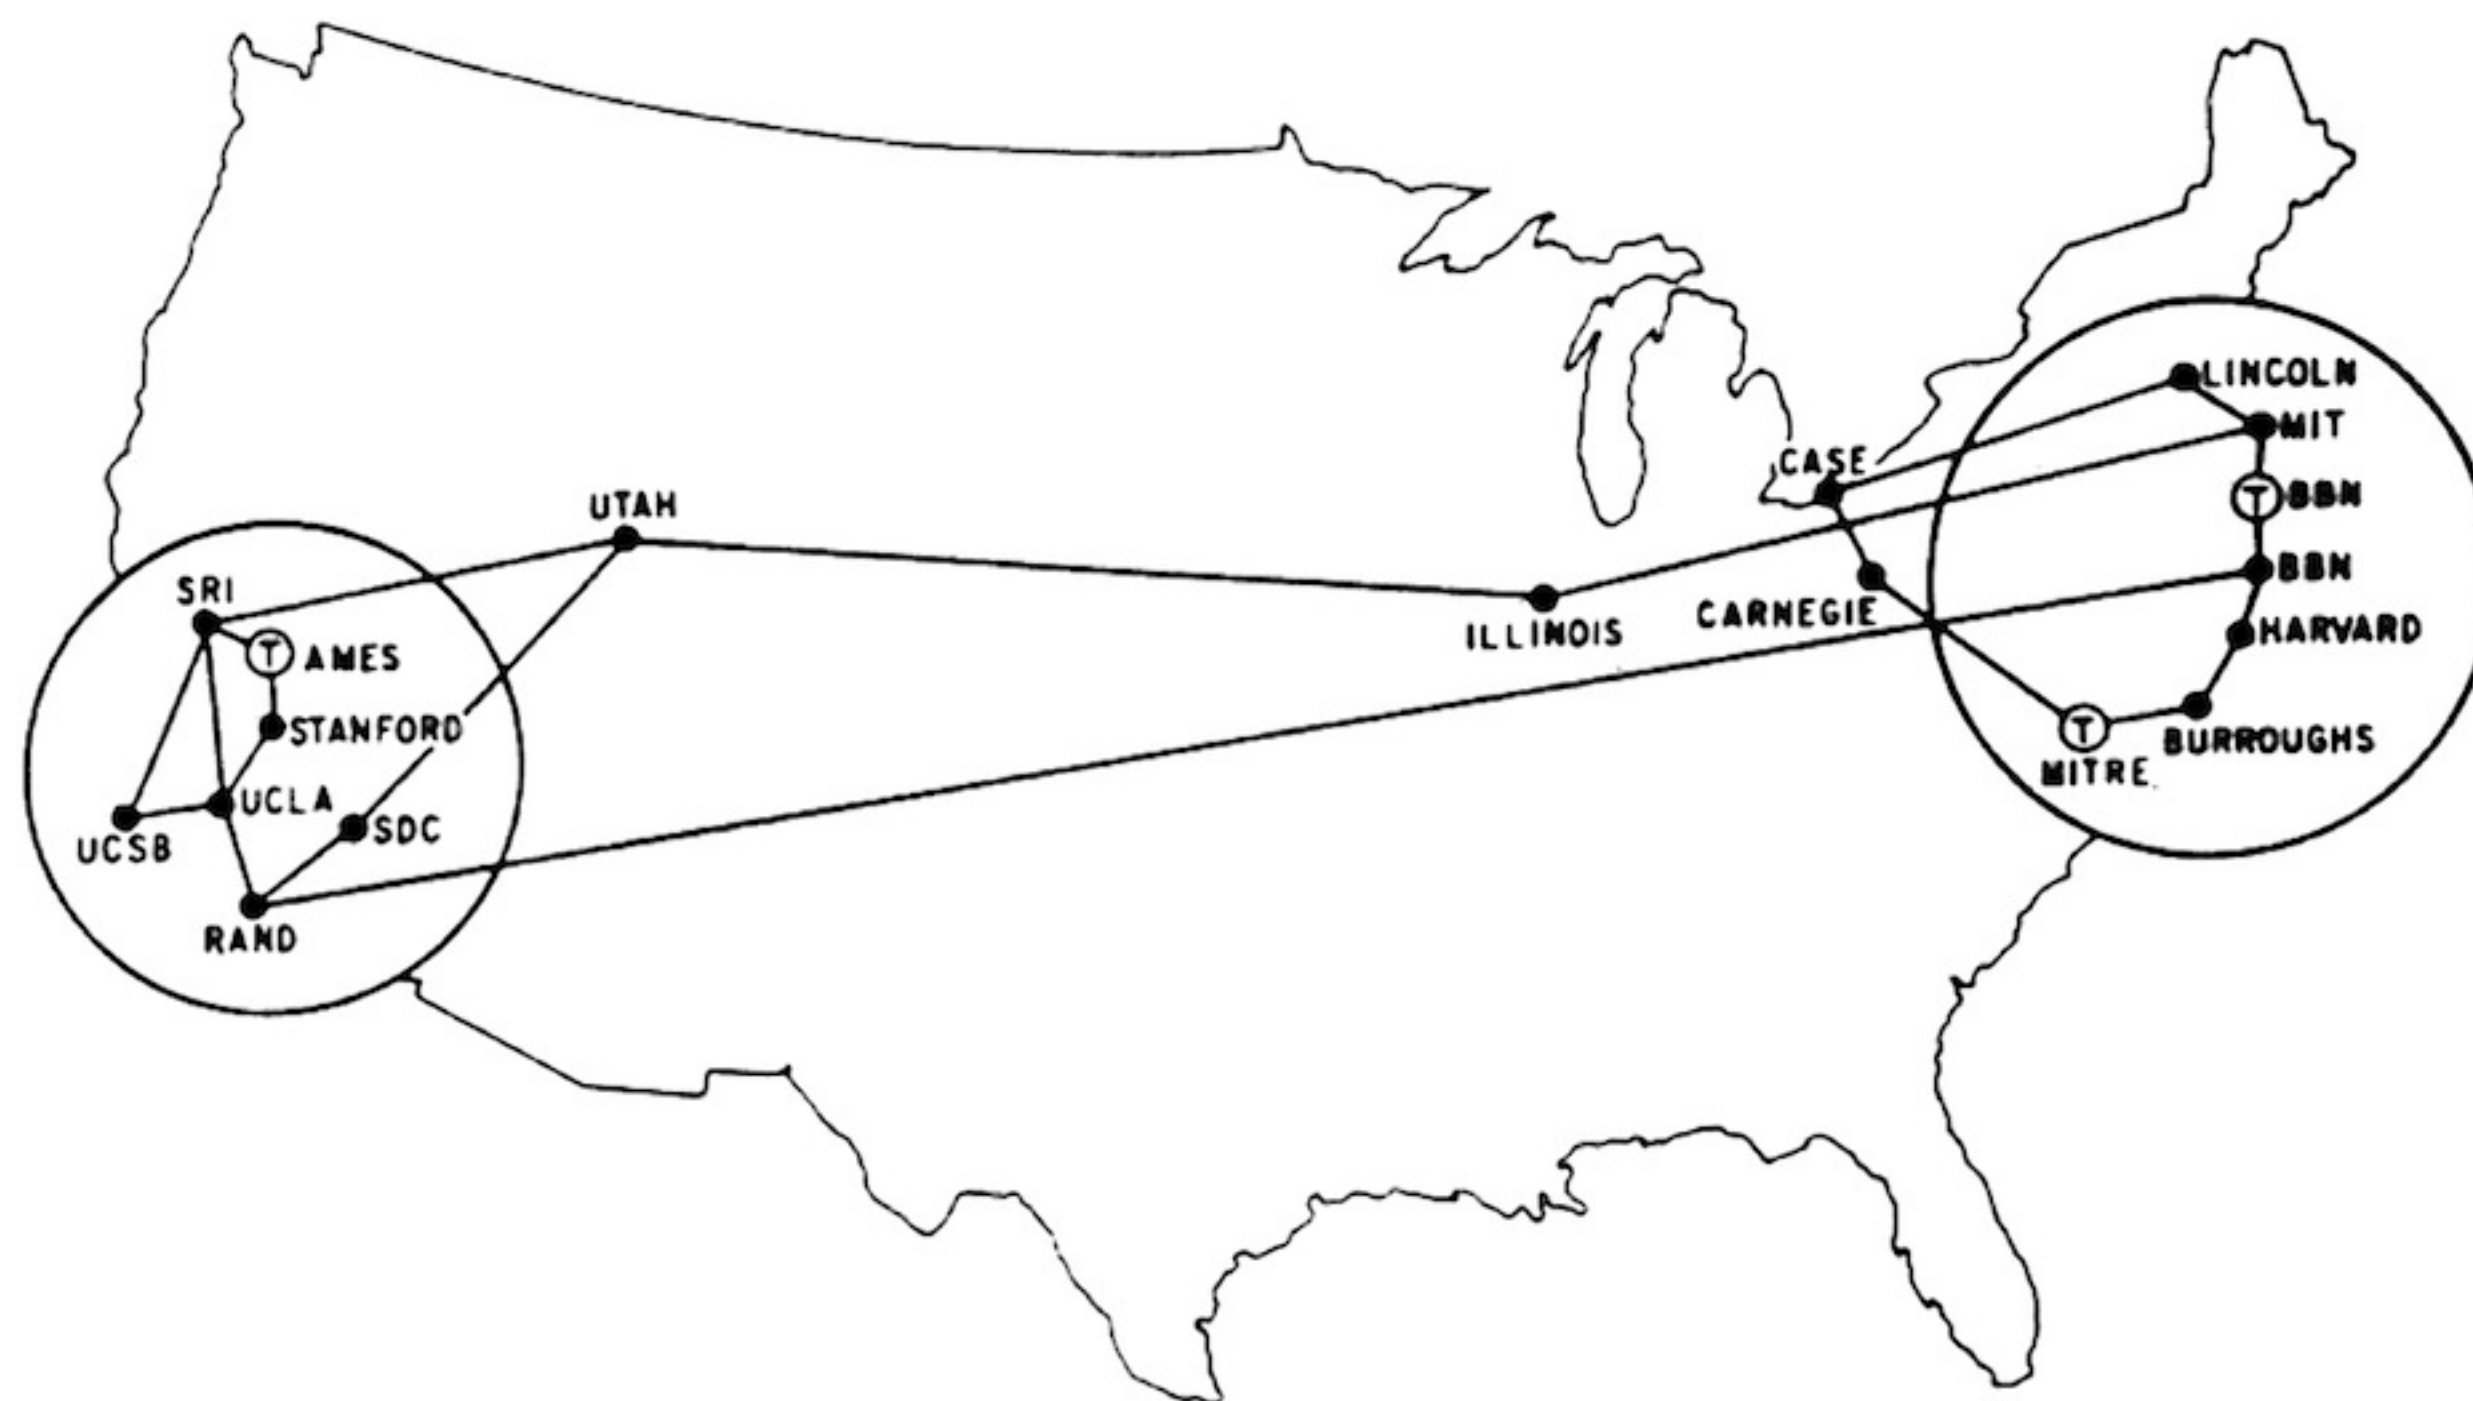 LINCOLN
MIT
CASE
T BBN
UTAH
BBN
SRI
ILLINOIS
CARNEGIE
HARVARD
T AMES
STANFORD
T
BURROUGHS
MITRE
UCLA
SDC
UCSB
RAND